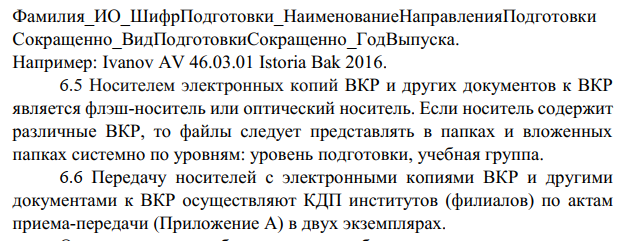 Фамилия_ИО_ШифрПодготовки_НаименованиеНаправленияПодготовки
Сокращенно_ВидПодготовкиСокращенно_ГодВыпуска.
Например: Ivanov AV 46.03.01 Istoria Bak 2016.
6.5 Носителем электронных копий ВКР и других документов к ВКР
является флэш-носитель или оптический носитель. Если носитель содержит
различные ВКР, то файлы следует представлять в папках и вложенных
папках системно по уровням: уровень подготовки, учебная группа.
6.6 Передачу носителей с электронными копиями ВКР и другими
документами к ВКР осуществляют КДП институтов (филиалов) по актам
приема-передачи (Приложение А) в двух экземплярах.